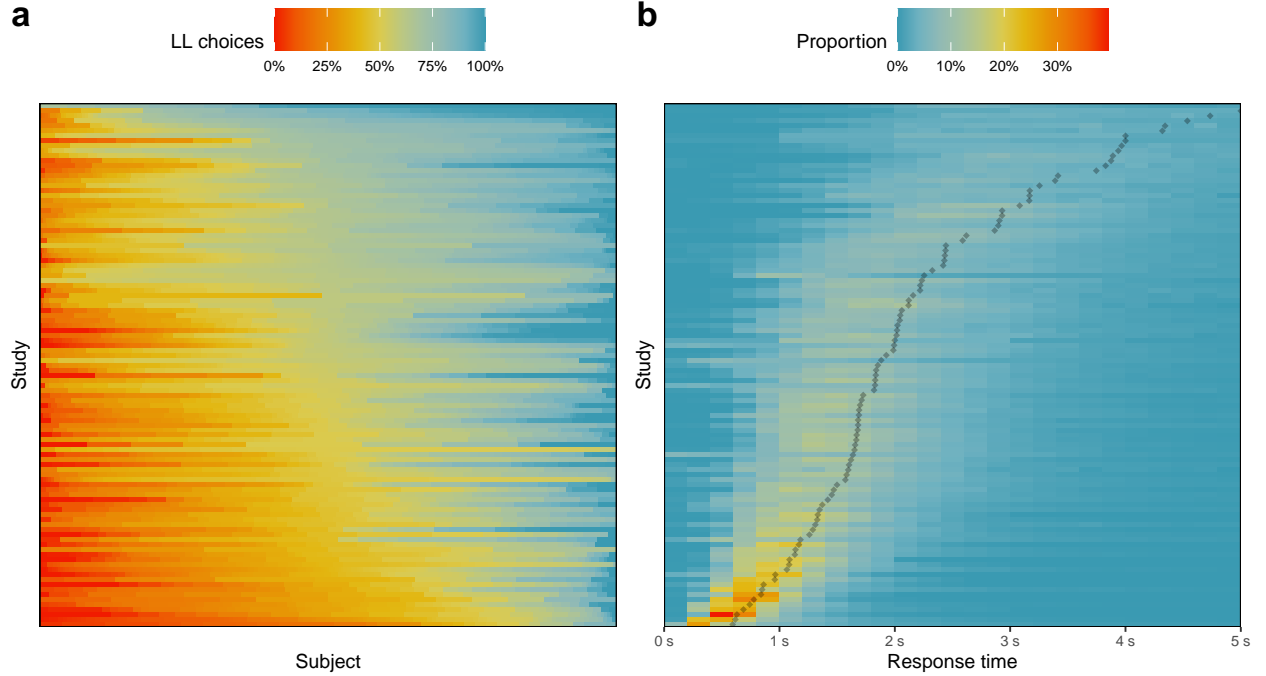 a
LL choices
0% 25% 50% 75% 100%
Study
Subject
b
Proportion
0% 10% 20% 30%
Study
0 s 1 s 2 s 3 s 4 s 5 s
Response time